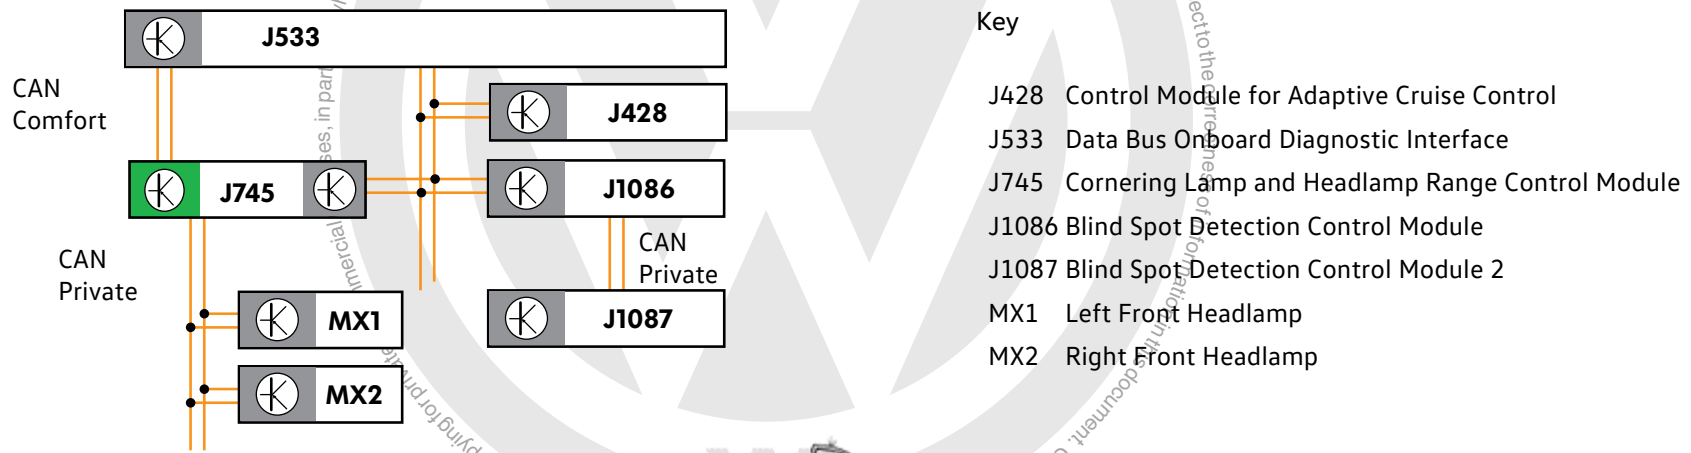 J533
CAN
Comfort
J428
J745
J1086
CAN
Private
CAN
Private
MX1
J1087
MX2
Key
J428 Control Module for Adaptive Cruise Control
J533 Data Bus Onboard Diagnostic Interface
J745 Cornering Lamp and Headlamp Range Control Module
J1086 Blind Spot Detection Control Module
J1087 Blind Spot Detection Control Module 2
MX1 Left Front Headlamp
MX2 Right Front Headlamp